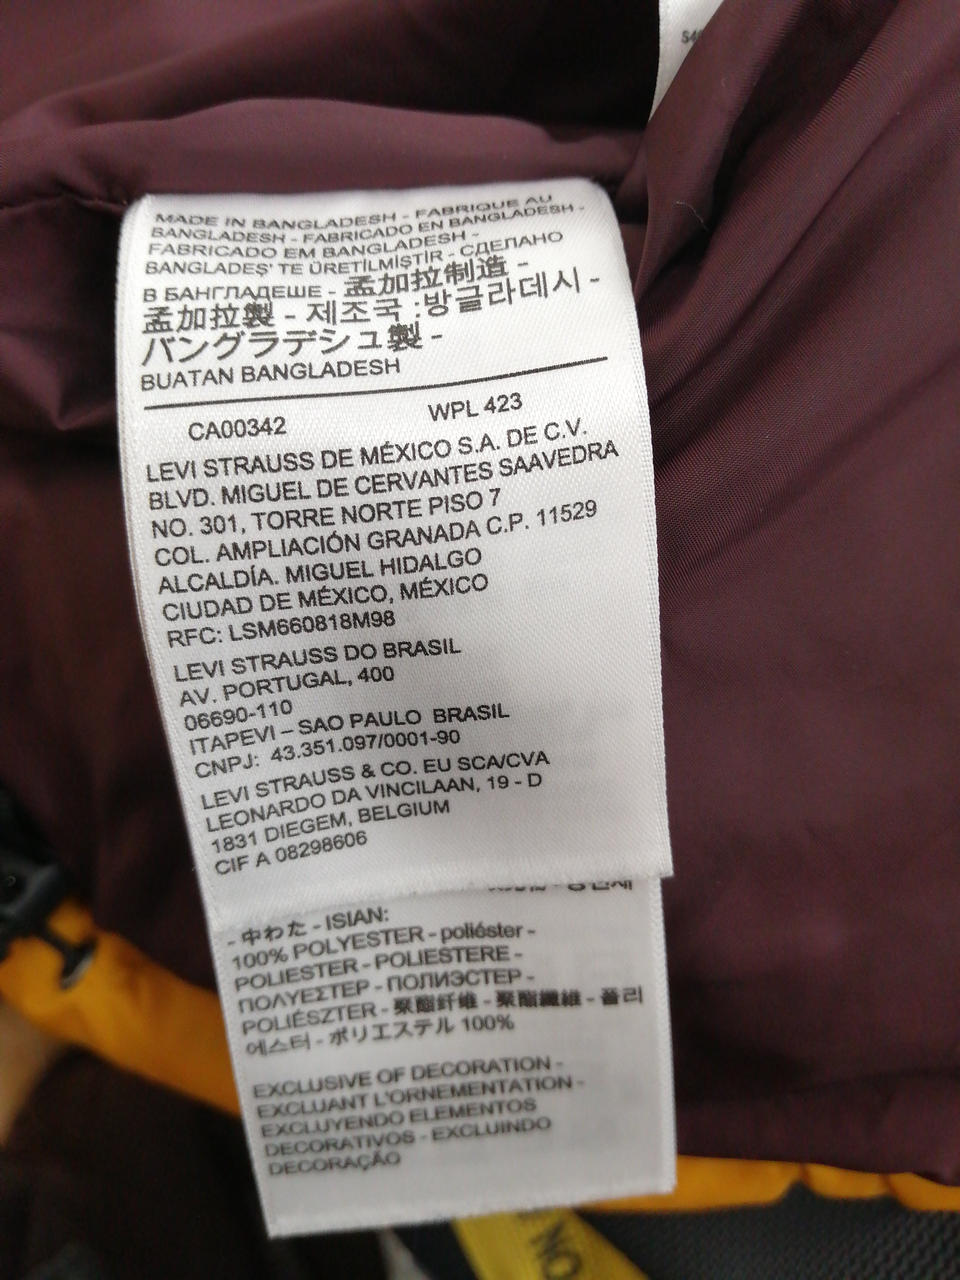 S4
MADE IN BANGLADESH - FABRIQUE AU
BANGLADESH - FABRICADO EN BANGLADESH -
FABRICADO EM BANGLADESH -
BANGLADEŞ' TE ÜRETİLMİŞTİR - СДЕЛАНО
В БАНГЛАДЕШЕ - 孟加拉制造 -
孟加拉製 - 제조국 :방글라데시 -
バングラデシュ製 -
BUATAN BANGLADESH
CA00342 WPL 423
LEVI STRAUSS DE MÉXICO S.A. DE C.V.
BLVD. MIGUEL DE CERVANTES SAAVEDRA
NO. 301, TORRE NORTE PISO 7
COL. AMPLIACIÓN GRANADA C.P. 11529
ALCALDÍA. MIGUEL HIDALGO
CIUDAD DE MÉXICO, MÉXICO
RFC: LSM660818M98
LEVI STRAUSS DO BRASIL
AV. PORTUGAL, 400
06690-110
ITAPEVI – SAO PAULO BRASIL
CNPJ: 43.351.097/0001-90
LEVI STRAUSS & CO. EU SCA/CVA
LEONARDO DA VINCILAAN, 19 - D
1831 DIEGEM, BELGIUM
CIF A 08298606
- 中わた - ISIAN:
100% POLYESTER - poliéster -
POLIESTER - POLIESTERE -
ΠΟΛΥΕΣΤΕΡ - ПОЛИЭСТЕР -
POLIÉSZTER - 聚酯纤维 - 聚酯纖維 - 폴리
에스터 - ポリエステル 100%
EXCLUSIVE OF DECORATION -
EXCLUANT L'ORNEMENTATION -
EXCLUYENDO ELEMENTOS
DECORATIVOS - EXCLUINDO
DECORAÇÃO
NO